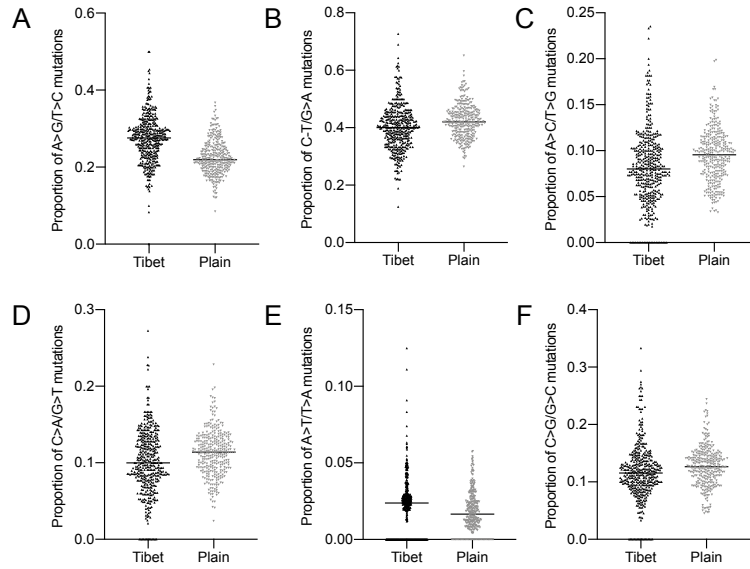 A
Proportion of A>G/T>C mutations
0.6
0.4
0.2
0.0
Tibet Plain
B
Proportion of C-T/G>A mutations
0.8
0.6
0.4
0.2
0.0
Tibet Plain
C
Proportion of A>C/T>G mutations
0.25
0.20
0.15
0.10
0.05
0.00
Tibet Plain
D
Proportion of C>A/G>T mutations
0.3
0.2
0.1
0.0
Tibet Plain
E
Proportion of A>T/T>A mutations
0.15
0.10
0.05
0.00
Tibet Plain
F
Proportion of C>G/G>C mutations
0.4
0.3
0.2
0.1
0.0
Tibet Plain